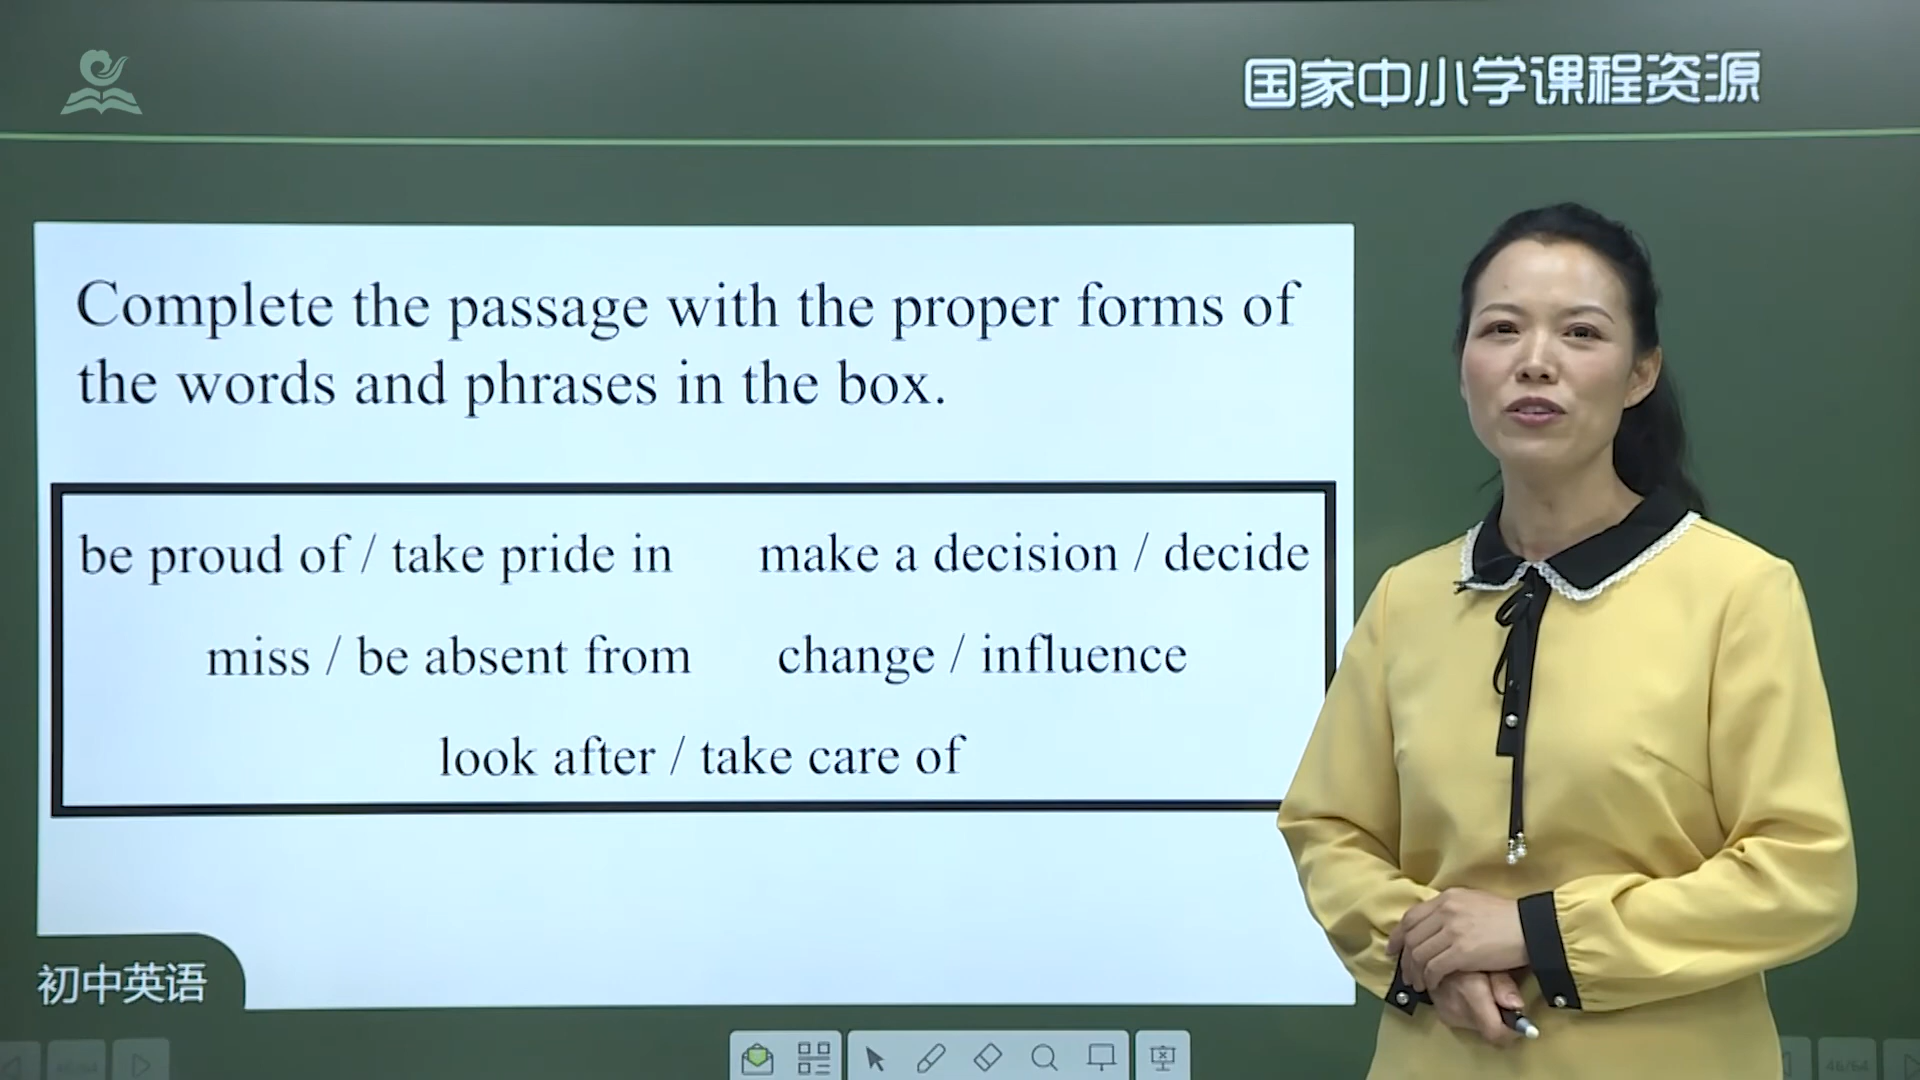 国家中小学课程资源
Complete the passage with the proper forms of
the words and phrases in the box.
be proud of / take pride in make a decision / decide
miss / be absent from change / influence
look after / take care of
初中英语
46/64